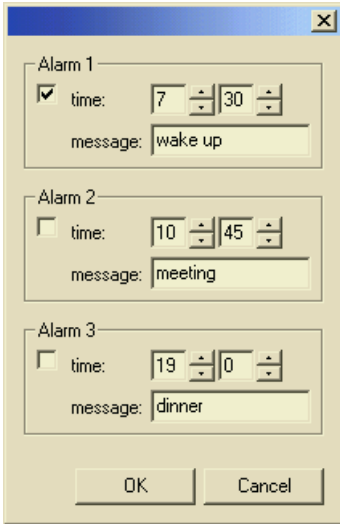 Alarm 1
time: 7 30
message: wake up
Alarm 2
time: 10 45
message: meeting
Alarm 3
time: 19 0
message: dinner
OK Cancel